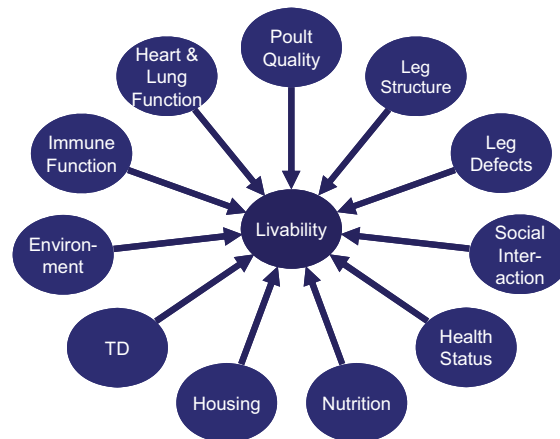 Poult
Quality
Leg
Structure
Leg
Defects
Social
Inter-
action
Health
Status
Nutrition
Housing
TD
Environ-
ment
Immune
Function
Heart &
Lung
Function
Livability